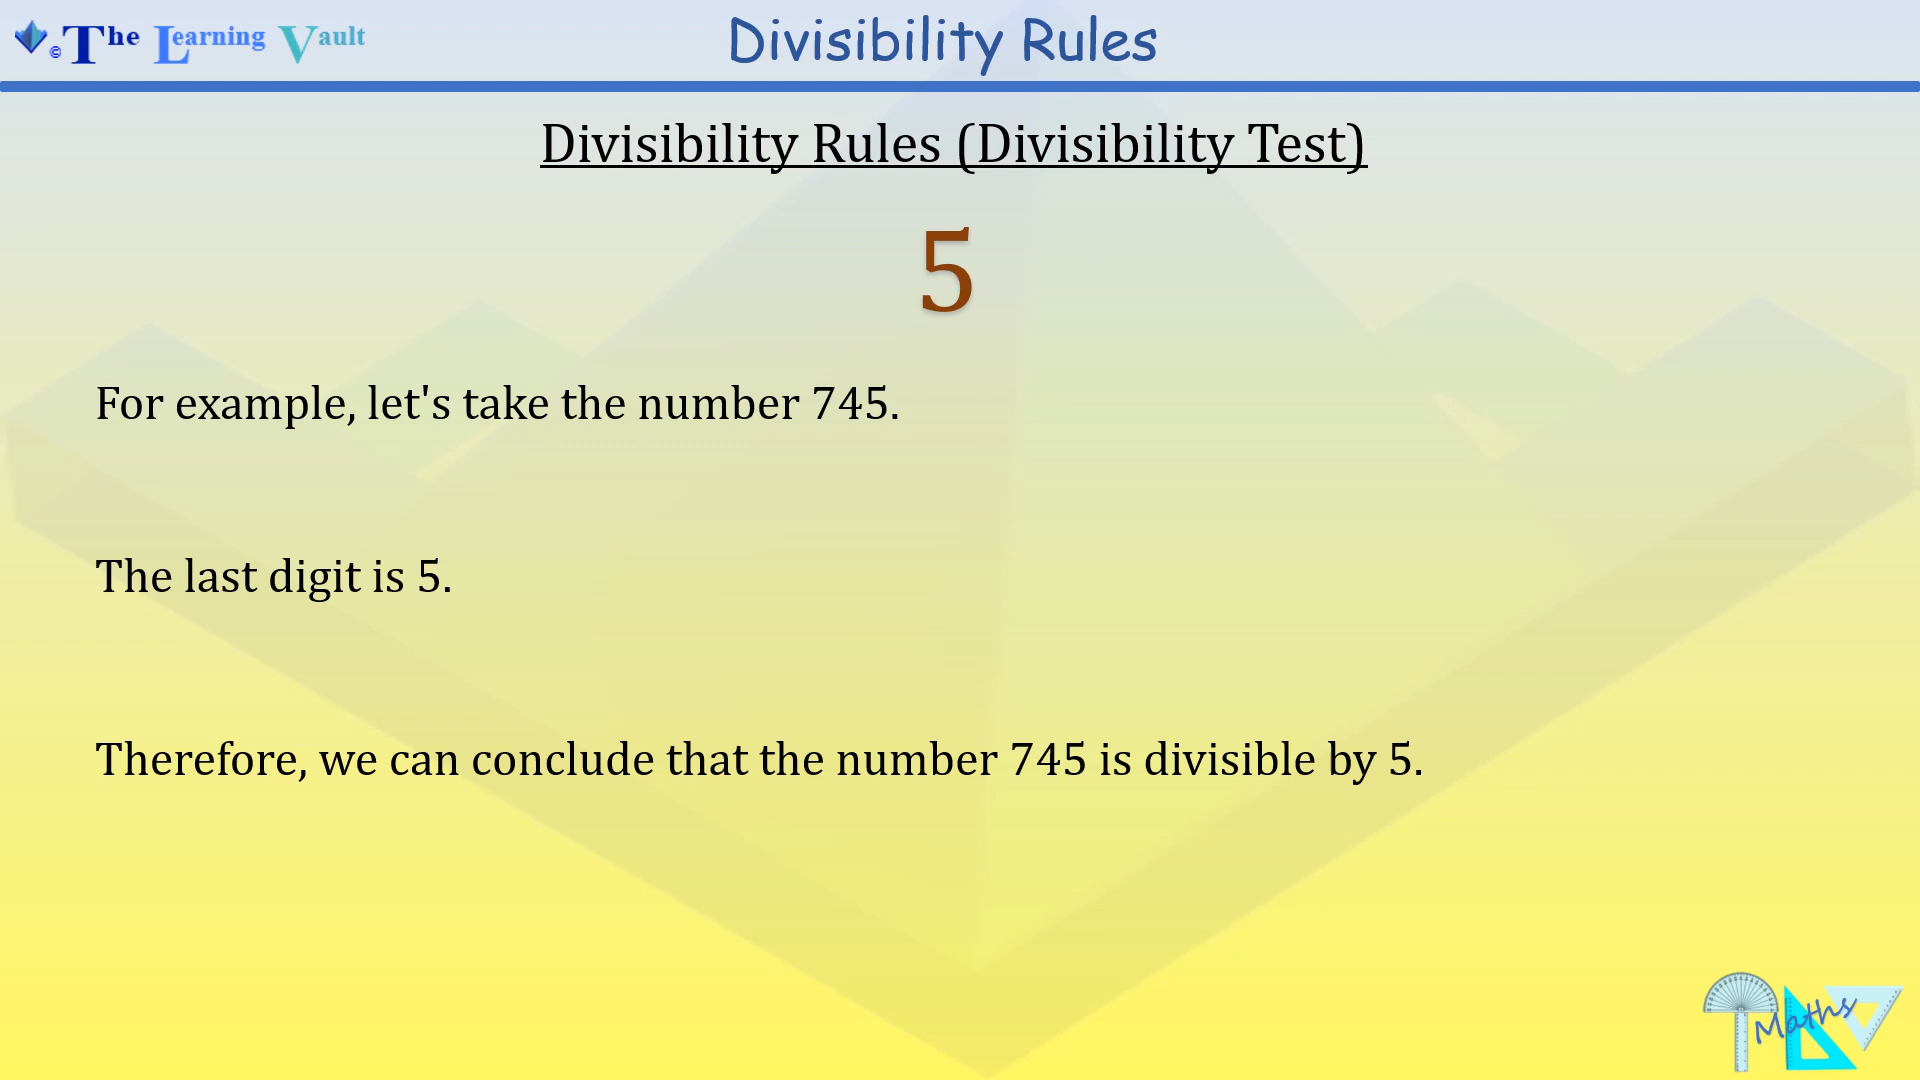 © The Learning Vault
Divisibility Rules
Divisibility Rules (Divisibility Test)
5
For example, let's take the number 745.
The last digit is 5.
Therefore, we can conclude that the number 745 is divisible by 5.
Maths